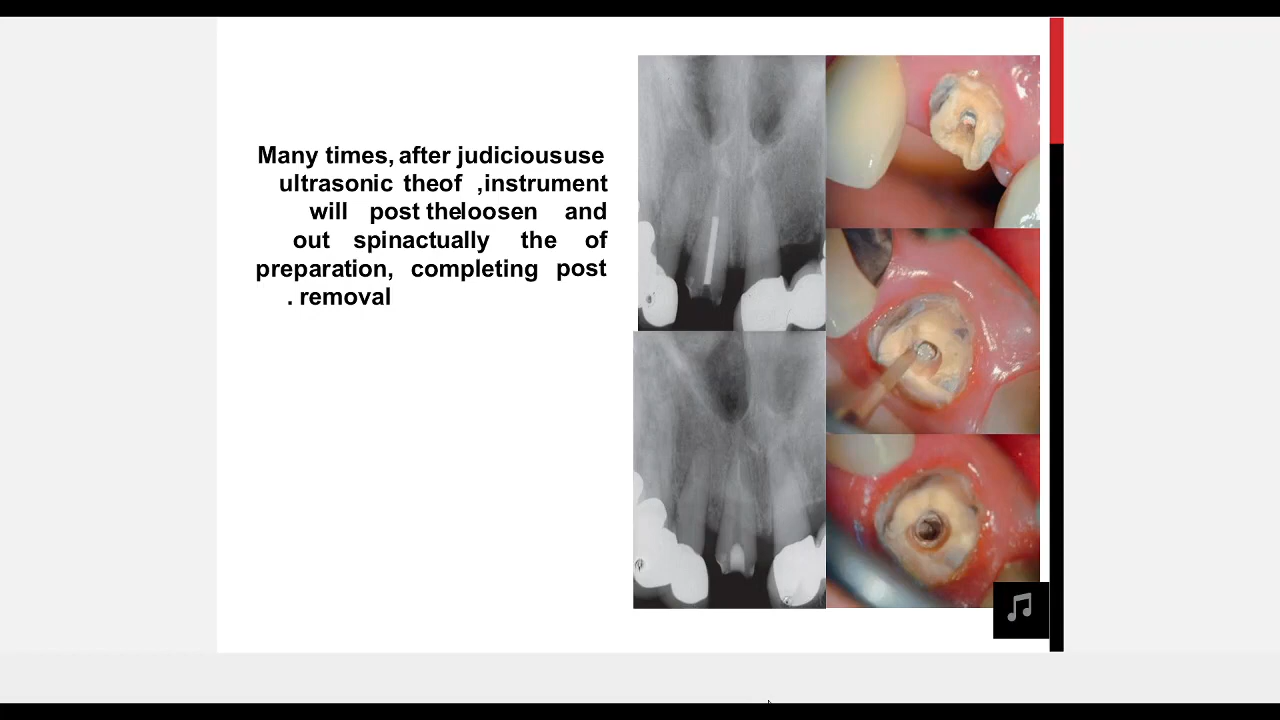 Many times, after judicioususe
ultrasonic theof ,instrument
will post theloosen and
out spinactually the of
preparation, completing post
. removal